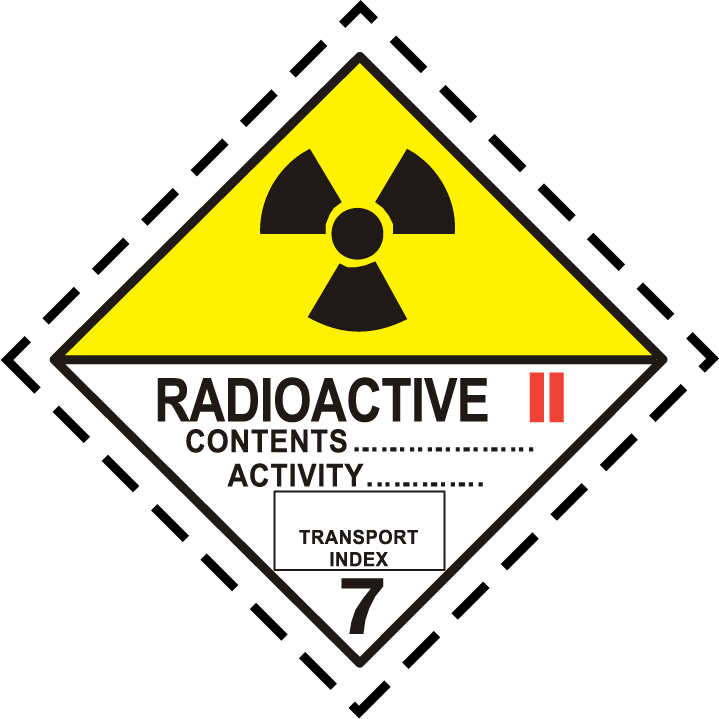 RADIOACTIVE II
CONTENTS.....................
ACTIVITY.............
TRANSPORT
INDEX
7